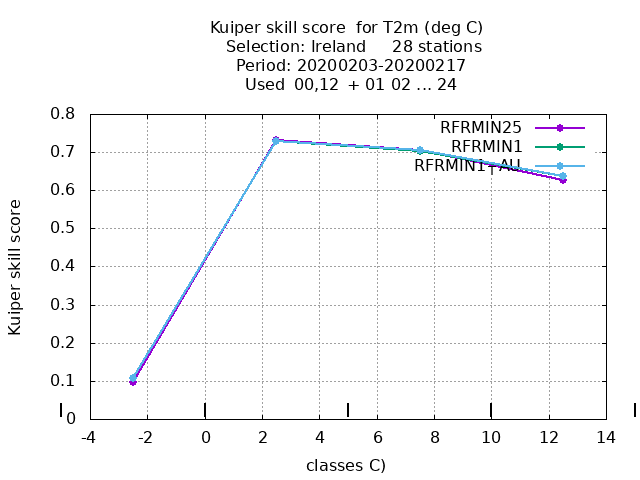 Kuiper skill score for T2m (deg C)
Selection: Ireland 28 stations
Period: 20200203-20200217
Used 00,12 + 01 02 ... 24
RFRMIN25
RFRMIN1
RFRMIN1+AU
Kuiper skill score
0.8
0.7
0.6
0.5
0.4
0.3
0.2
0.1
0
-4 -2 0 2 4 6 8 10 12 14
classes C)